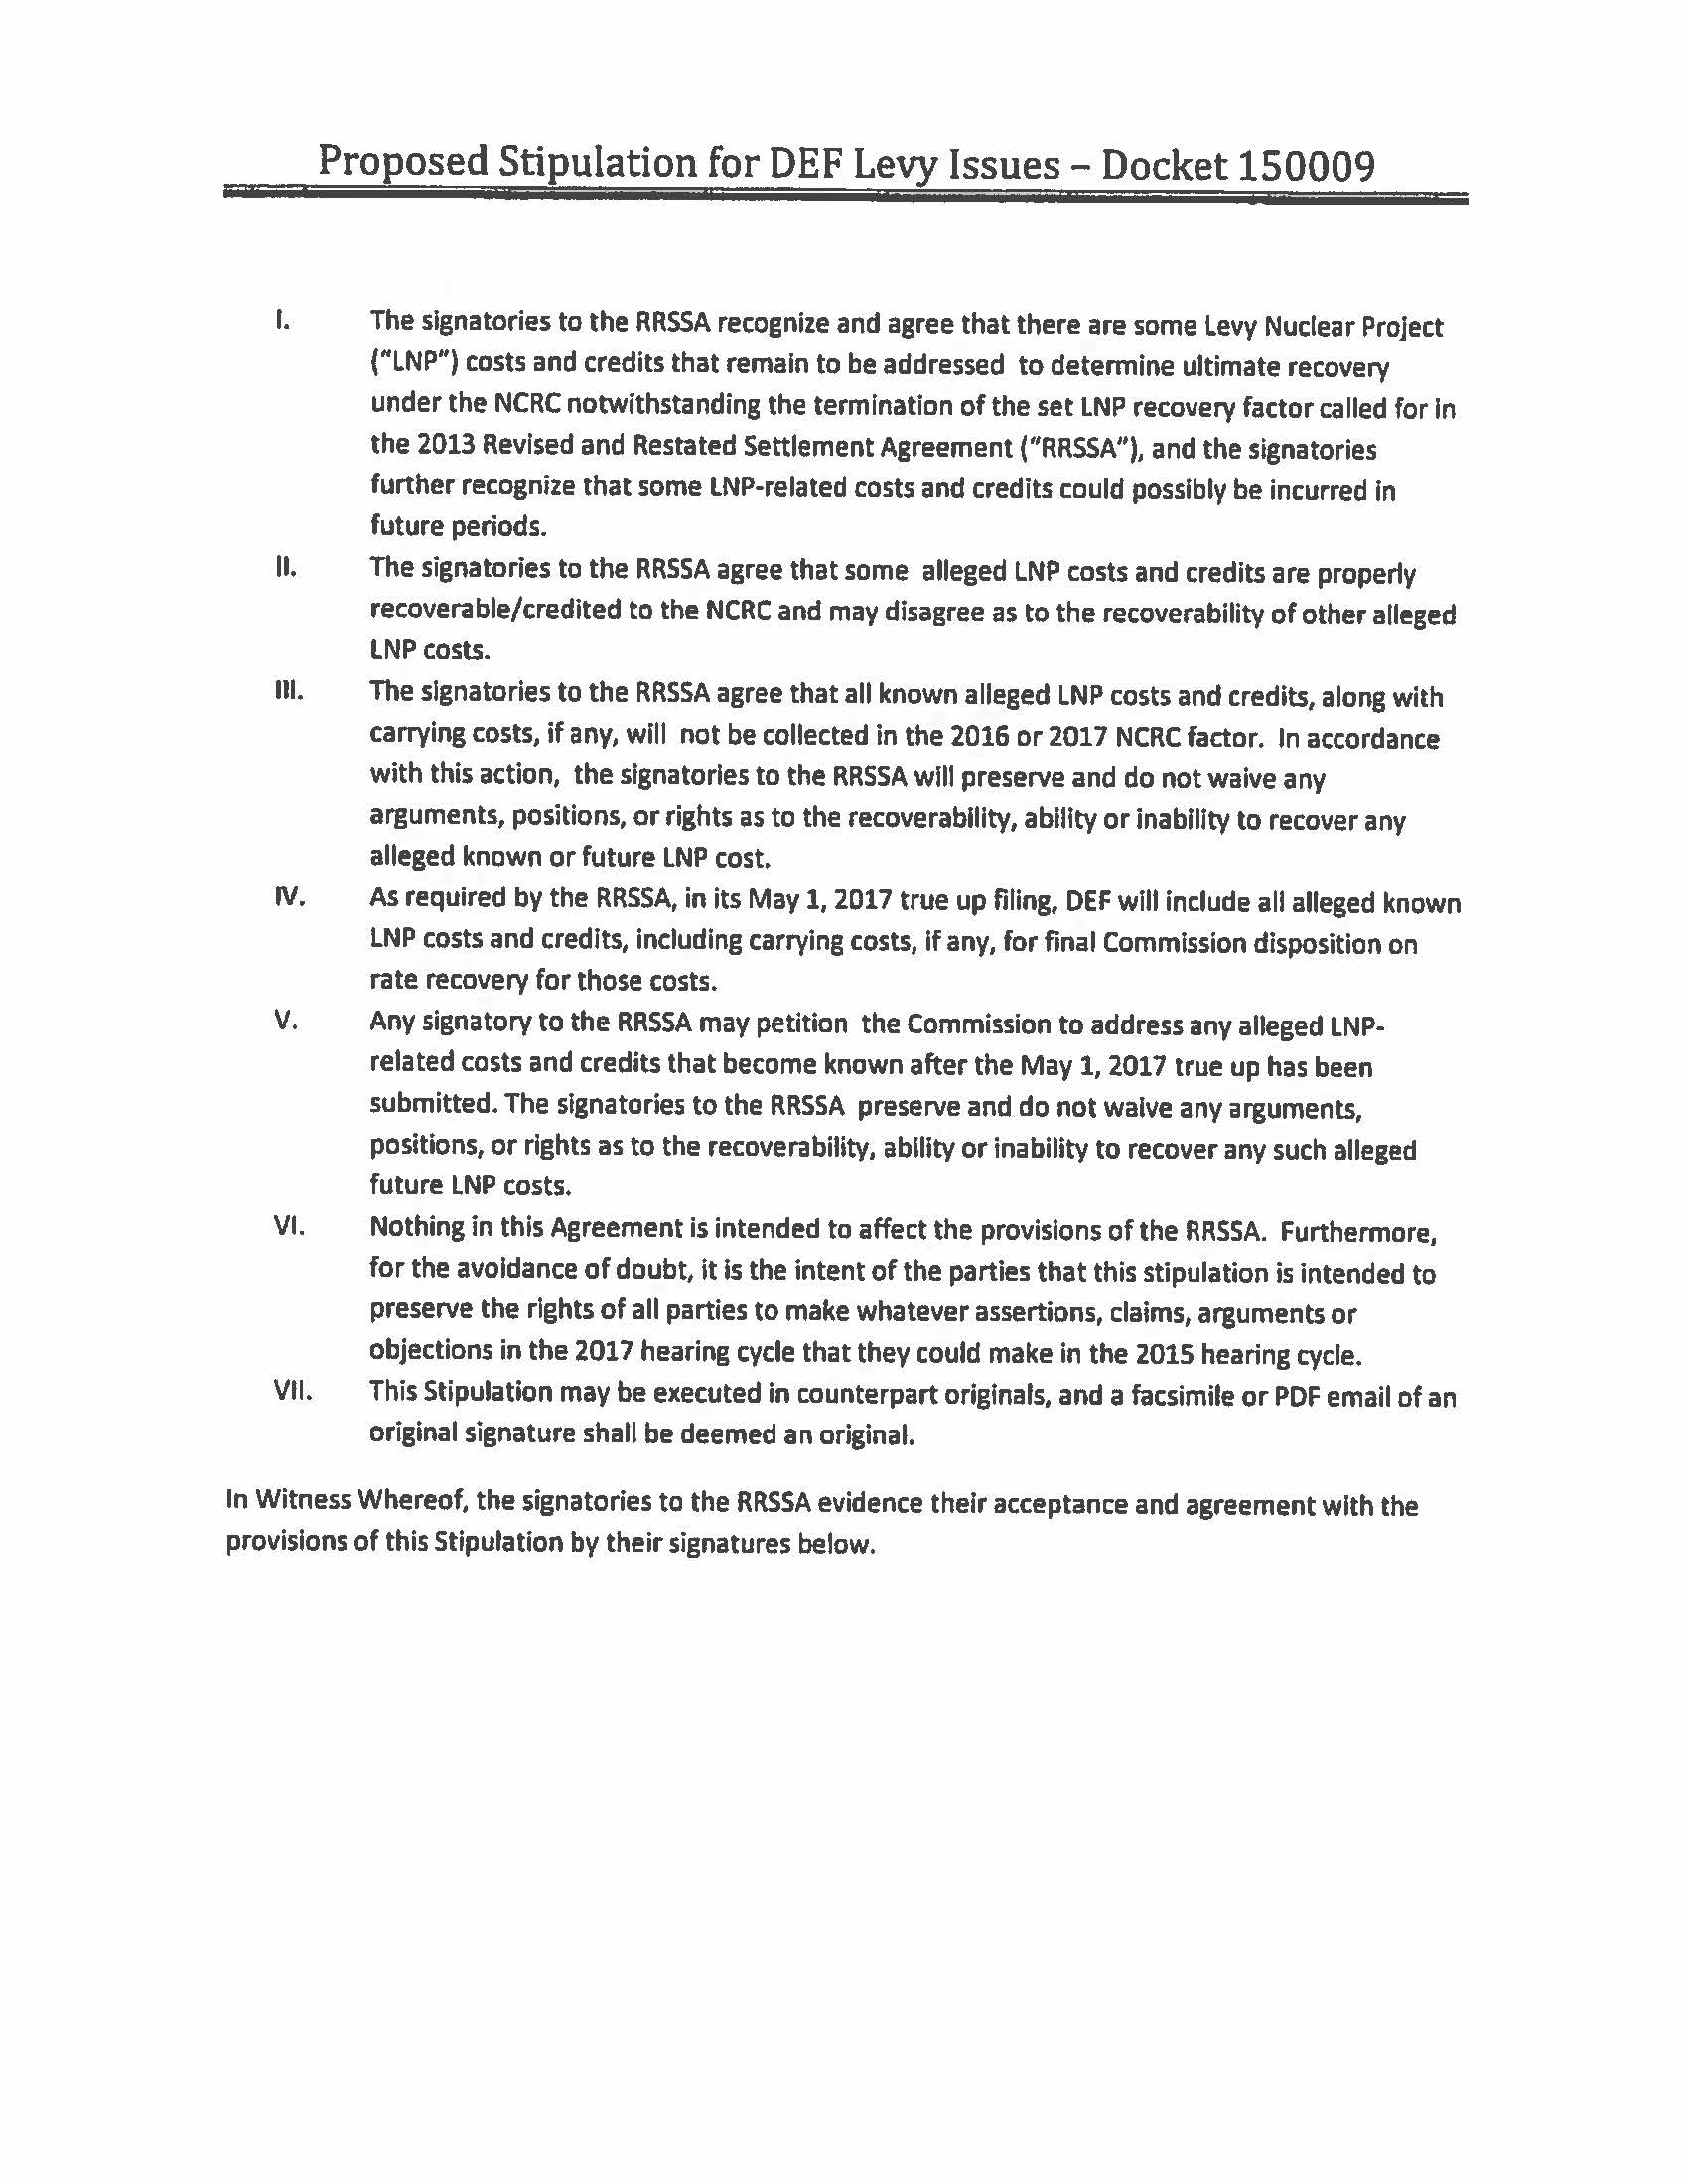 Proposed Stipulation for DEF Levy Issues – Docket 150009
I. The signatories to the RRSSA recognize and agree that there are some Levy Nuclear Project
("LNP") costs and credits that remain to be addressed to determine ultimate recovery
under the NCRC notwithstanding the termination of the set LNP recovery factor called for in
the 2013 Revised and Restated Settlement Agreement ("RRSSA"), and the signatories
further recognize that some LNP-related costs and credits could possibly be incurred in
future periods.
II. The signatories to the RRSSA agree that some alleged LNP costs and credits are properly
recoverable/credited to the NCRC and may disagree as to the recoverability of other alleged
LNP costs.
III. The signatories to the RRSSA agree that all known alleged LNP costs and credits, along with
carrying costs, if any, will not be collected in the 2016 or 2017 NCRC factor. In accordance
with this action, the signatories to the RRSSA will preserve and do not waive any
arguments, positions, or rights as to the recoverability, ability or inability to recover any
alleged known or future LNP cost.
IV. As required by the RRSSA, in its May 1, 2017 true up filing, DEF will include all alleged known
LNP costs and credits, including carrying costs, if any, for final Commission disposition on
rate recovery for those costs.
V. Any signatory to the RRSSA may petition the Commission to address any alleged LNP-
related costs and credits that become known after the May 1, 2017 true up has been
submitted. The signatories to the RRSSA preserve and do not waive any arguments,
positions, or rights as to the recoverability, ability or inability to recover any such alleged
future LNP costs.
VI. Nothing in this Agreement is intended to affect the provisions of the RRSSA. Furthermore,
for the avoidance of doubt, it is the intent of the parties that this stipulation is intended to
preserve the rights of all parties to make whatever assertions, claims, arguments or
objections in the 2017 hearing cycle that they could make in the 2015 hearing cycle.
VII. This Stipulation may be executed in counterpart originals, and a facsimile or PDF email of an
original signature shall be deemed an original.
In Witness Whereof, the signatories to the RRSSA evidence their acceptance and agreement with the
provisions of this Stipulation by their signatures below.